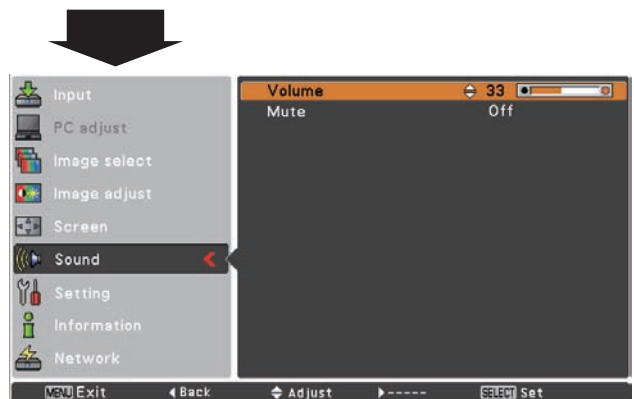 Input
PC adjust
Image select
Image adjust
Screen
Sound
Setting
Information
Network
Volume 33
Mute Off
MENU Exit Back Adjust ----- SELECT Set